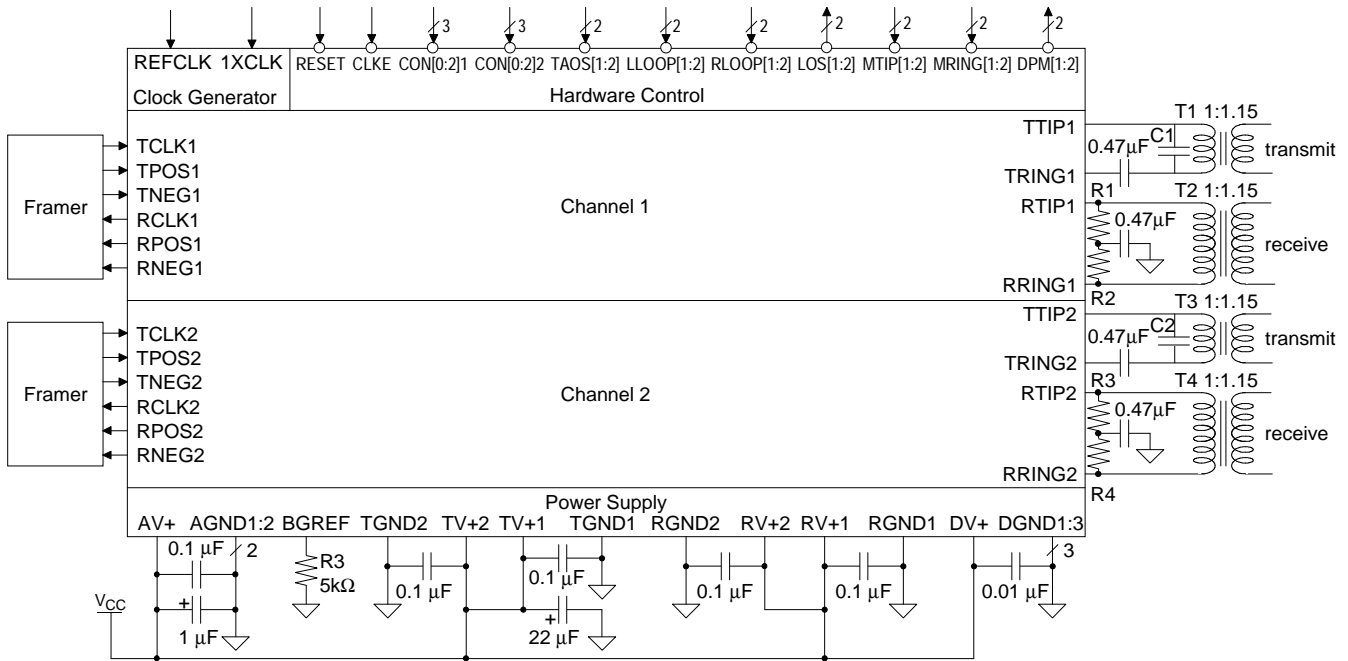 3 3 2 2 2 2 2 2 2
REFCLK 1XCLK RESET CLKE CON[0:2]1 CON[0:2]2 TAOS[1:2] LLOOP[1:2] RLOOP[1:2] LOS[1:2] MTIP[1:2] MRING[1:2] DPM[1:2]
Clock Generator Hardware Control
Framer
TCLK1
TPOS1
TNEG1
RCLK1
RPOS1
RNEG1
Channel 1
TTIP1
TRING1
RTIP1
RRING1
T1 1:1.15
0.47µF C1
transmit
R1 T2 1:1.15
0.47µF
receive
R2
Framer
TCLK2
TPOS2
TNEG2
RCLK2
RPOS2
RNEG2
Channel 2
TTIP2
TRING2
RTIP2
RRING2
T3 1:1.15
0.47µF C2
transmit
R3 T4 1:1.15
0.47µF
receive
R4
Power Supply
AV+ AGND1:2 BGREF TGND2 TV+2 TV+1 TGND1 RGND2 RV+2 RV+1 RGND1 DV+ DGND1:3
0.1 µF 2
R3
5kΩ
0.1 µF
0.1 µF
0.1 µF
0.1 µF
0.01 µF
3
VCC
+
1 µF
+
22 µF